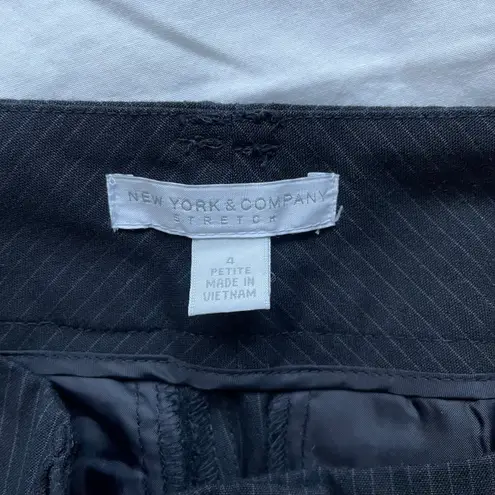 NEW YORK & COMPANY
STRETCH
4
PETITE
MADE IN
VIETNAM